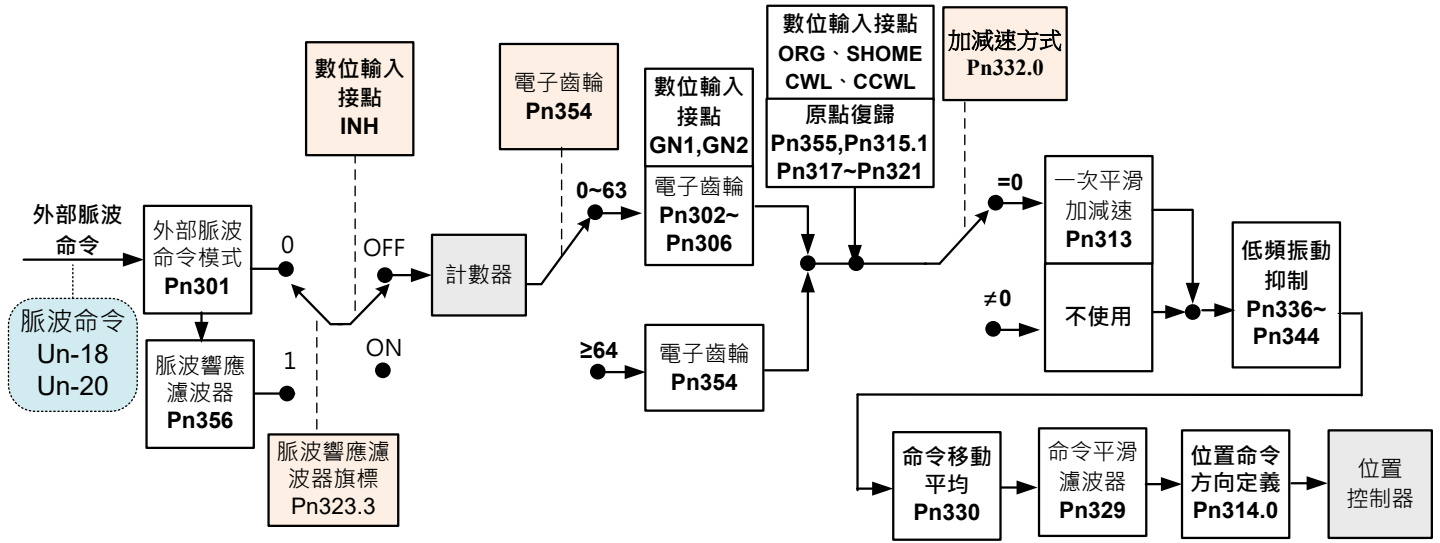 數位輸入
接點
INH
電子齒輪
Pn354
數位輸入
接點
GN1,GN2
電子齒輪
Pn302~
Pn306
數位輸入接點
ORG、SHOME
CWL、CCWL
原點復歸
Pn355,Pn315.1
Pn317~Pn321
加減速方式
Pn332.0
外部脈波
命令
脈波命令
Un-18
Un-20
外部脈波
命令模式
Pn301
脈波響應
濾波器
Pn356
0
1
OFF
ON
脈波響應濾
波器旗標
Pn323.3
計數器
0~63
≥64
電子齒輪
Pn354
=0
≠0
一次平滑
加減速
Pn313
不使用
低頻振動
抑制
Pn336~
Pn344
命令移動
平均
Pn330
命令平滑
濾波器
Pn329
位置命令
方向定義
Pn314.0
位置
控制器